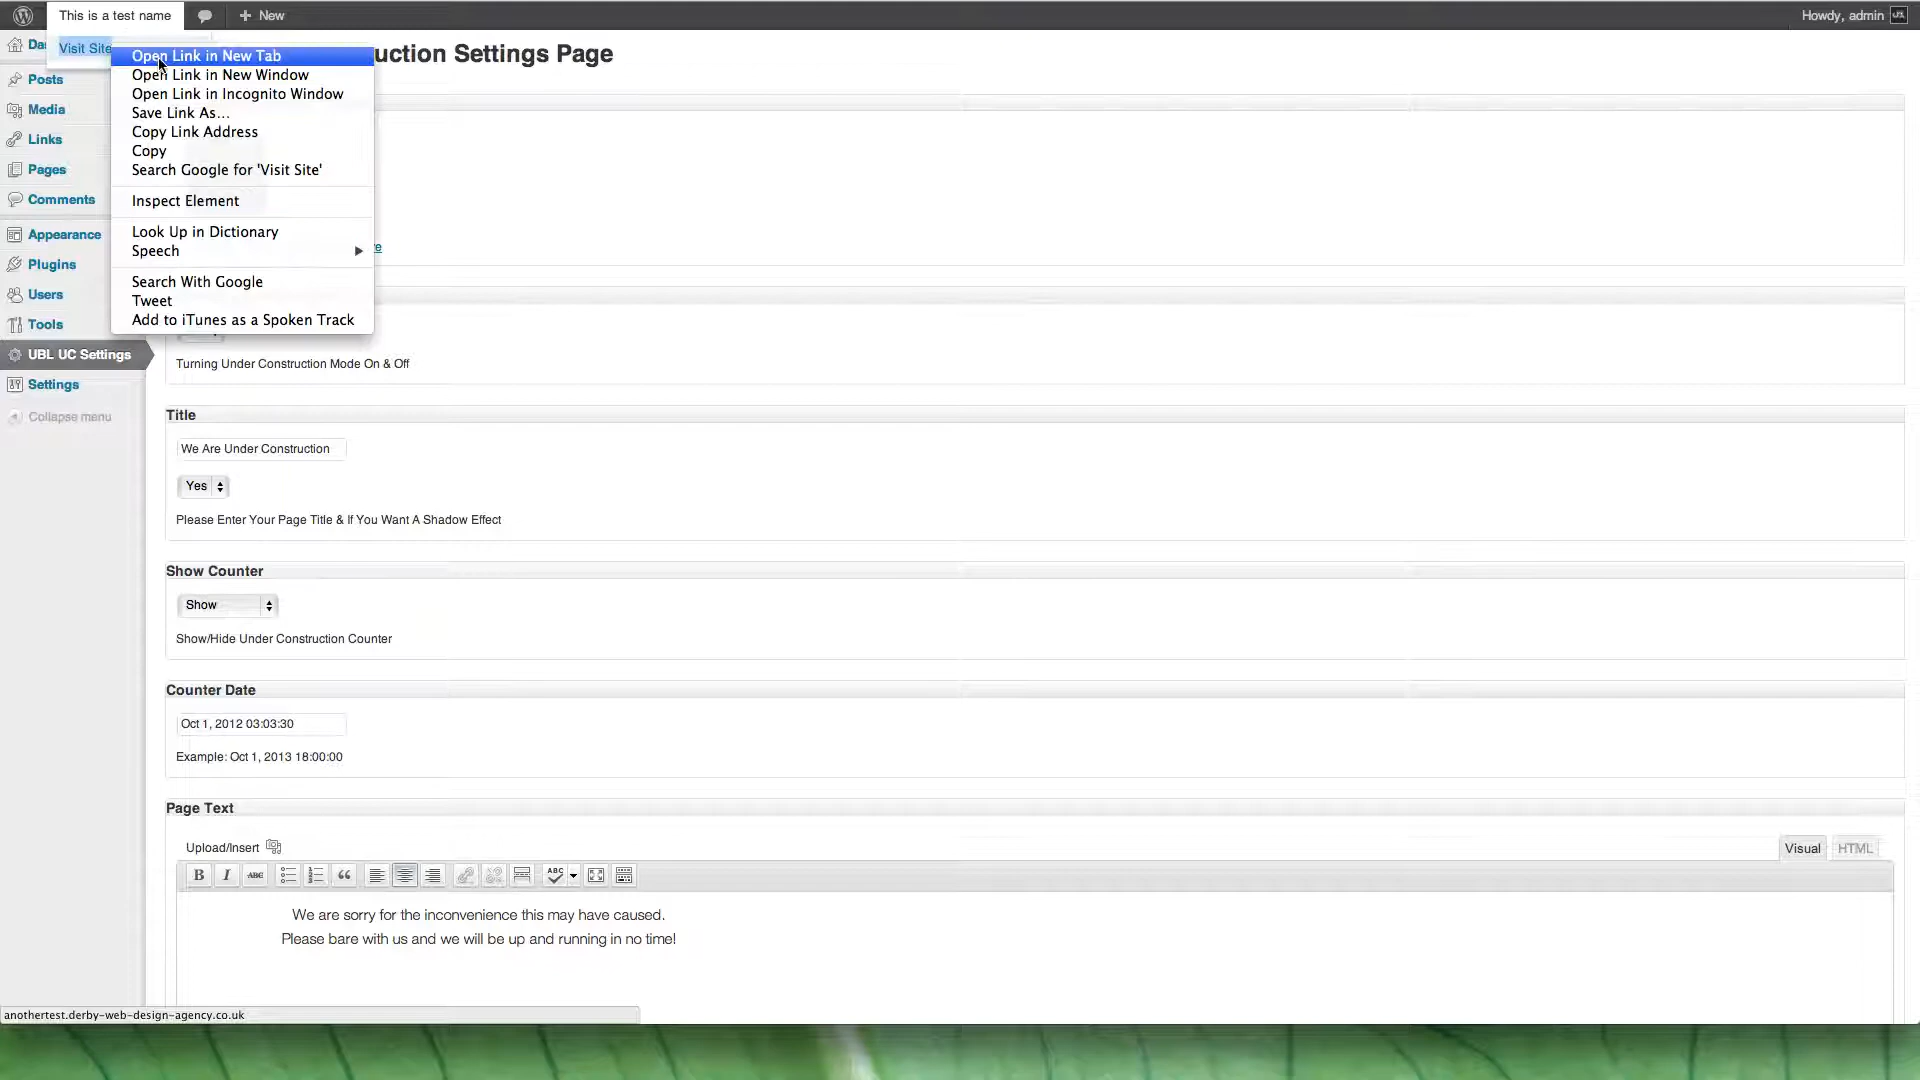 This is a test name
New
Howdy, admin
Das
Visit Site
Open Link in New Tab
Open Link in New Window
Open Link in Incognito Window
Save Link As...
Copy Link Address
Copy
Search Google for 'Visit Site'
Inspect Element
Look Up in Dictionary
Speech
Search With Google
Tweet
Add to iTunes as a Spoken Track
uction Settings Page
re
Posts
Media
Links
Pages
Comments
Appearance
Plugins
Users
Tools
UBL UC Settings
Settings
Collapse menu
Turning Under Construction Mode On & Off
Title
We Are Under Construction
Yes
Please Enter Your Page Title & If You Want A Shadow Effect
Show Counter
Show
Show/Hide Under Construction Counter
Counter Date
Oct 1, 2012 03:03:30
Example: Oct 1, 2013 18:00:00
Page Text
Upload/Insert
Visual
HTML
B
I
ABC
ABC
We are sorry for the inconvenience this may have caused.
Please bare with us and we will be up and running in no time!
anothertest.derby-web-design-agency.co.uk